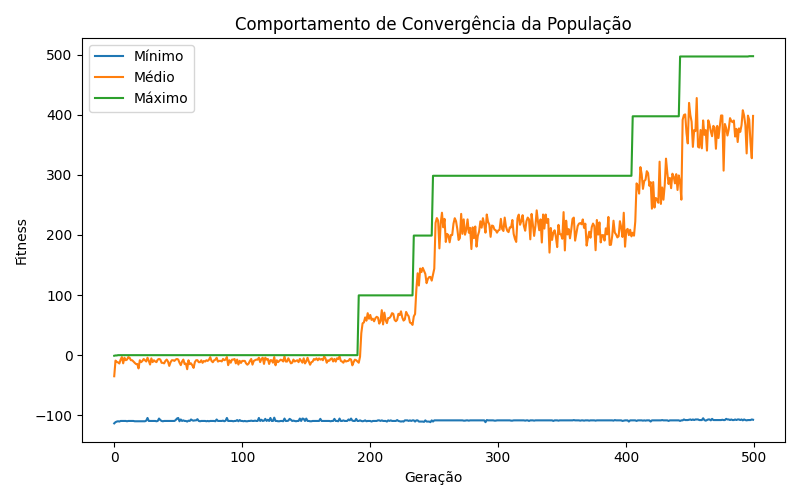 Comportamento de Convergência da População
Mínimo
Médio
Máximo
Fitness
500
400
300
200
100
0
−100
0
100
200
300
400
500
Geração